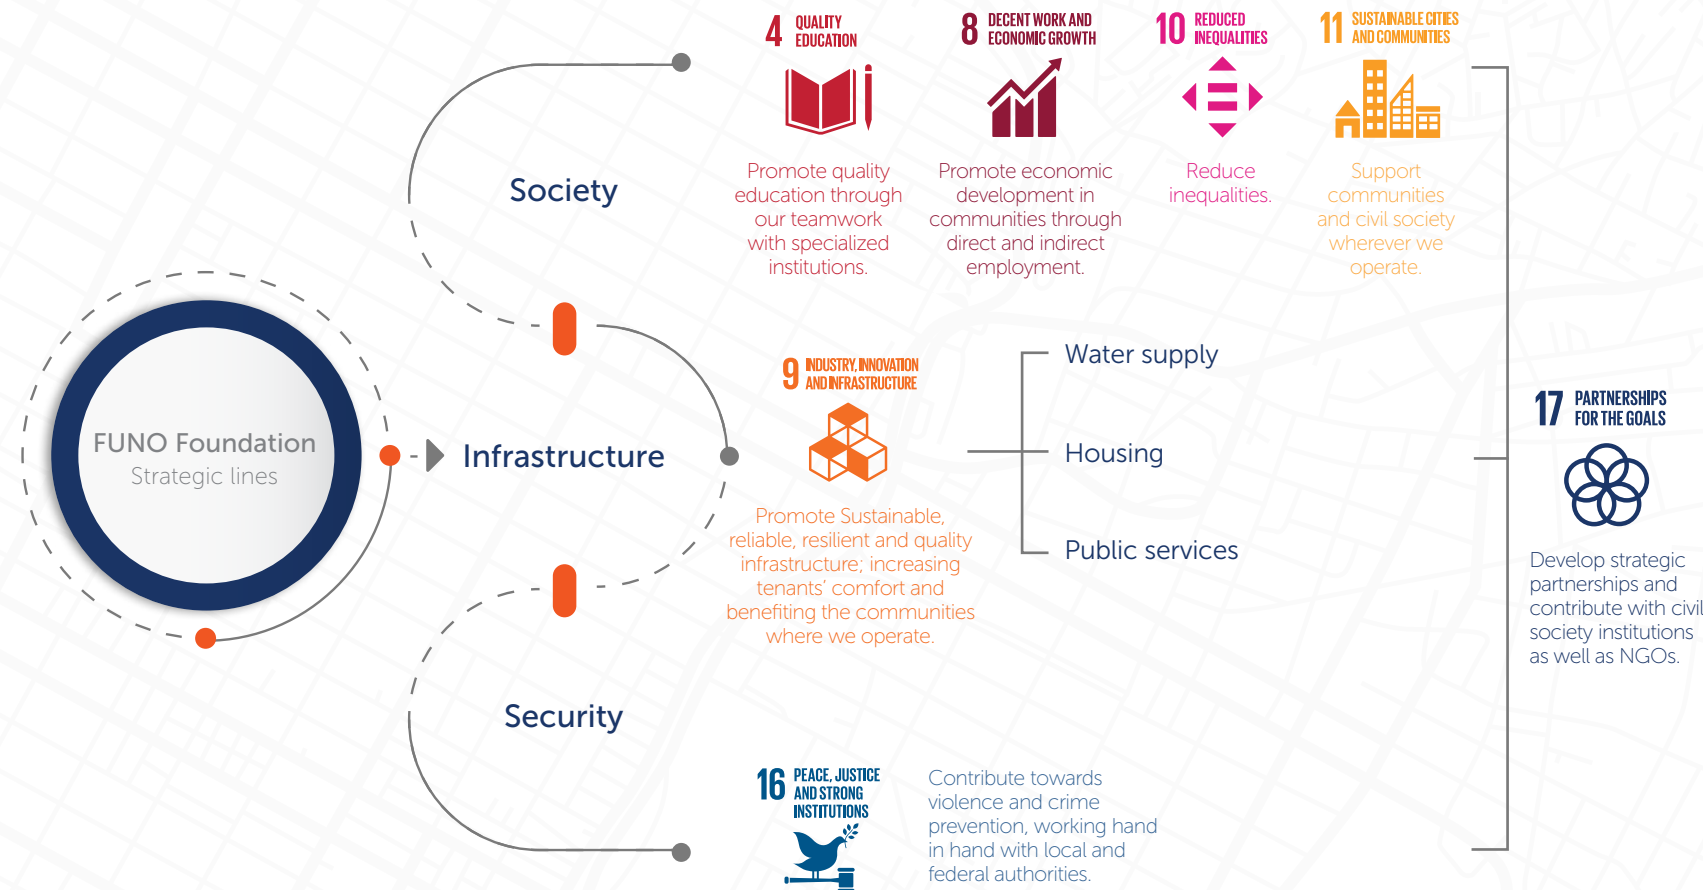 4 QUALITY
EDUCATION
Promote quality
education through
our teamwork
with specialized
institutions.
8 DECENT WORK AND
ECONOMIC GROWTH
Promote economic
development in
communities through
direct and indirect
employment.
10 REDUCED
INEQUALITIES
Reduce
inequalities.
11 SUSTAINABLE CITIES
AND COMMUNITIES
Support
communities
and civil society
wherever we
operate.
Society
FUNO Foundation
Strategic lines
Infrastructure
9 INDUSTRY, INNOVATION
AND INFRASTRUCTURE
Promote Sustainable,
reliable, resilient and quality
infrastructure; increasing
tenants’ comfort and
benefiting the communities
where we operate.
Water supply
Housing
Public services
17 PARTNERSHIPS
FOR THE GOALS
Develop strategic
partnerships and
contribute with civil
society institutions
as well as NGOs.
Security
16 PEACE, JUSTICE
AND STRONG
INSTITUTIONS
Contribute towards
violence and crime
prevention, working hand
in hand with local and
federal authorities.